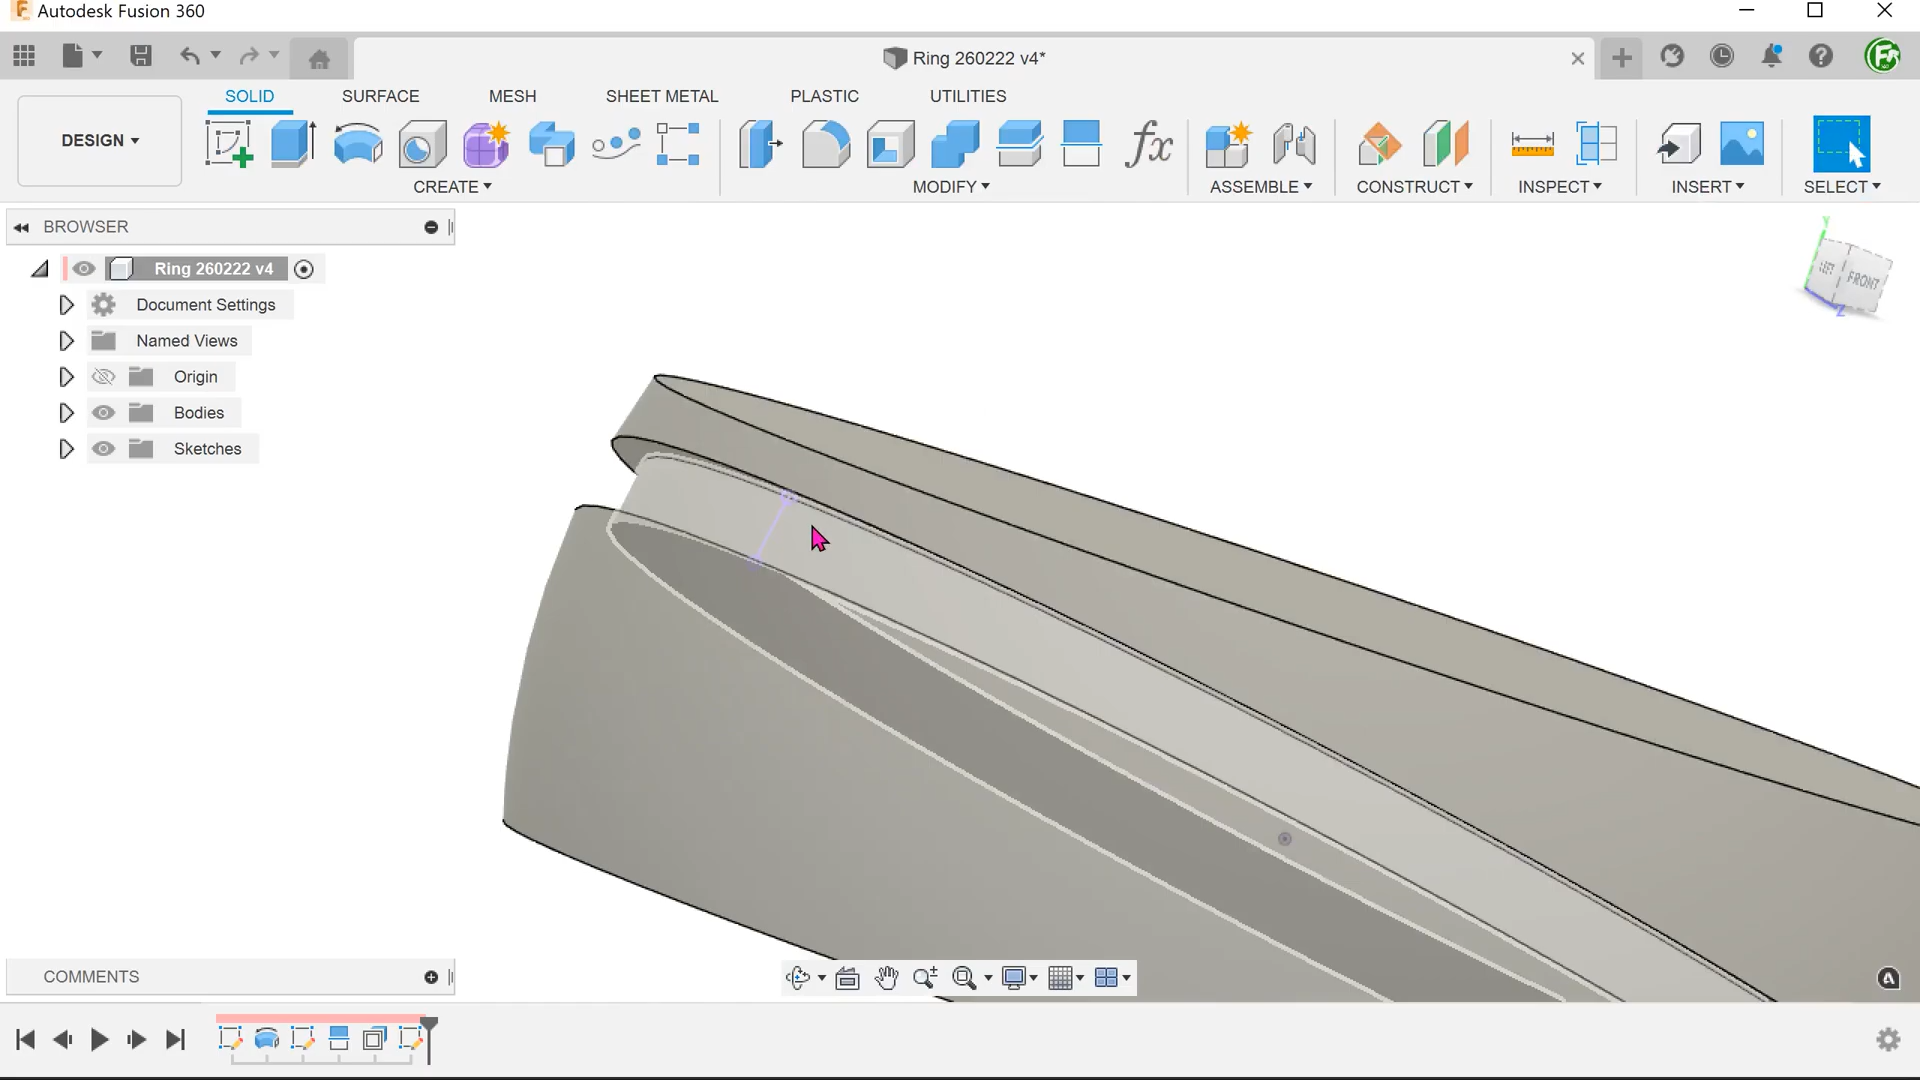 Autodesk Fusion 360
Ring 260222 v4*
DESIGN
SOLID
SURFACE
MESH
SHEET METAL
PLASTIC
UTILITIES
CREATE
MODIFY
ASSEMBLE
CONSTRUCT
INSPECT
INSERT
SELECT
BROWSER
Ring 260222 v4
Document Settings
Named Views
Origin
Bodies
Sketches
Y
LEFT
FRONT
Z
COMMENTS